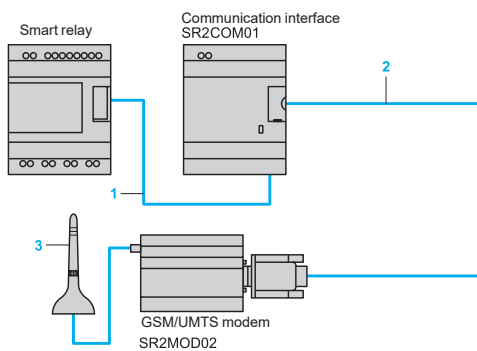 Communication interface
SR2COM01
Smart relay
2
1
3
GSM/UMTS modem
SR2MOD02